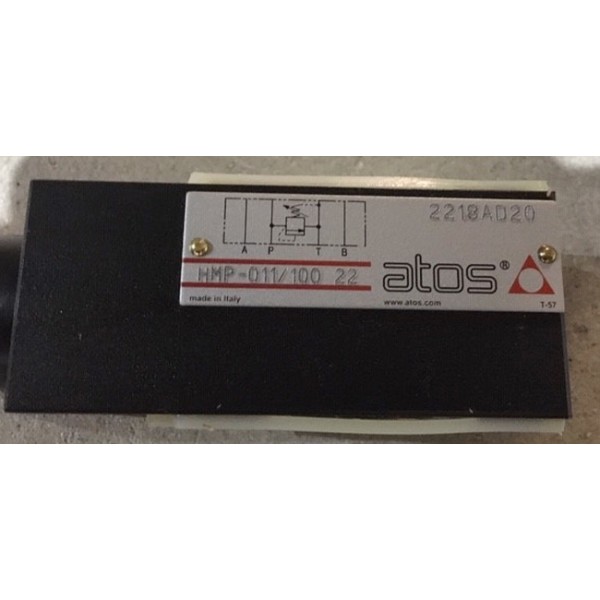 2218AD20
A P T B
HMP-011/100 22
atos®
made in Italy
www.atos.com
T-57